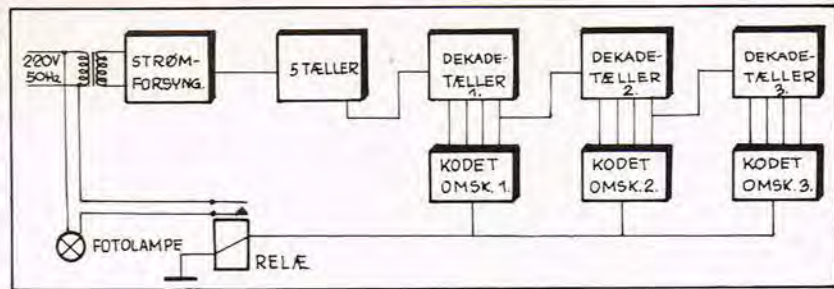 220V
50Hz
STRØM-
FORSYNG.
5 TÆLLER
DEKADE-
TÆLLER
1.
DEKADE-
TÆLLER
2.
DEKADE-
TÆLLER
3.
KODET
OMSK. 1.
KODET
OMSK. 2.
KODET
OMSK. 3.
FOTOLAMPE
RELÆ